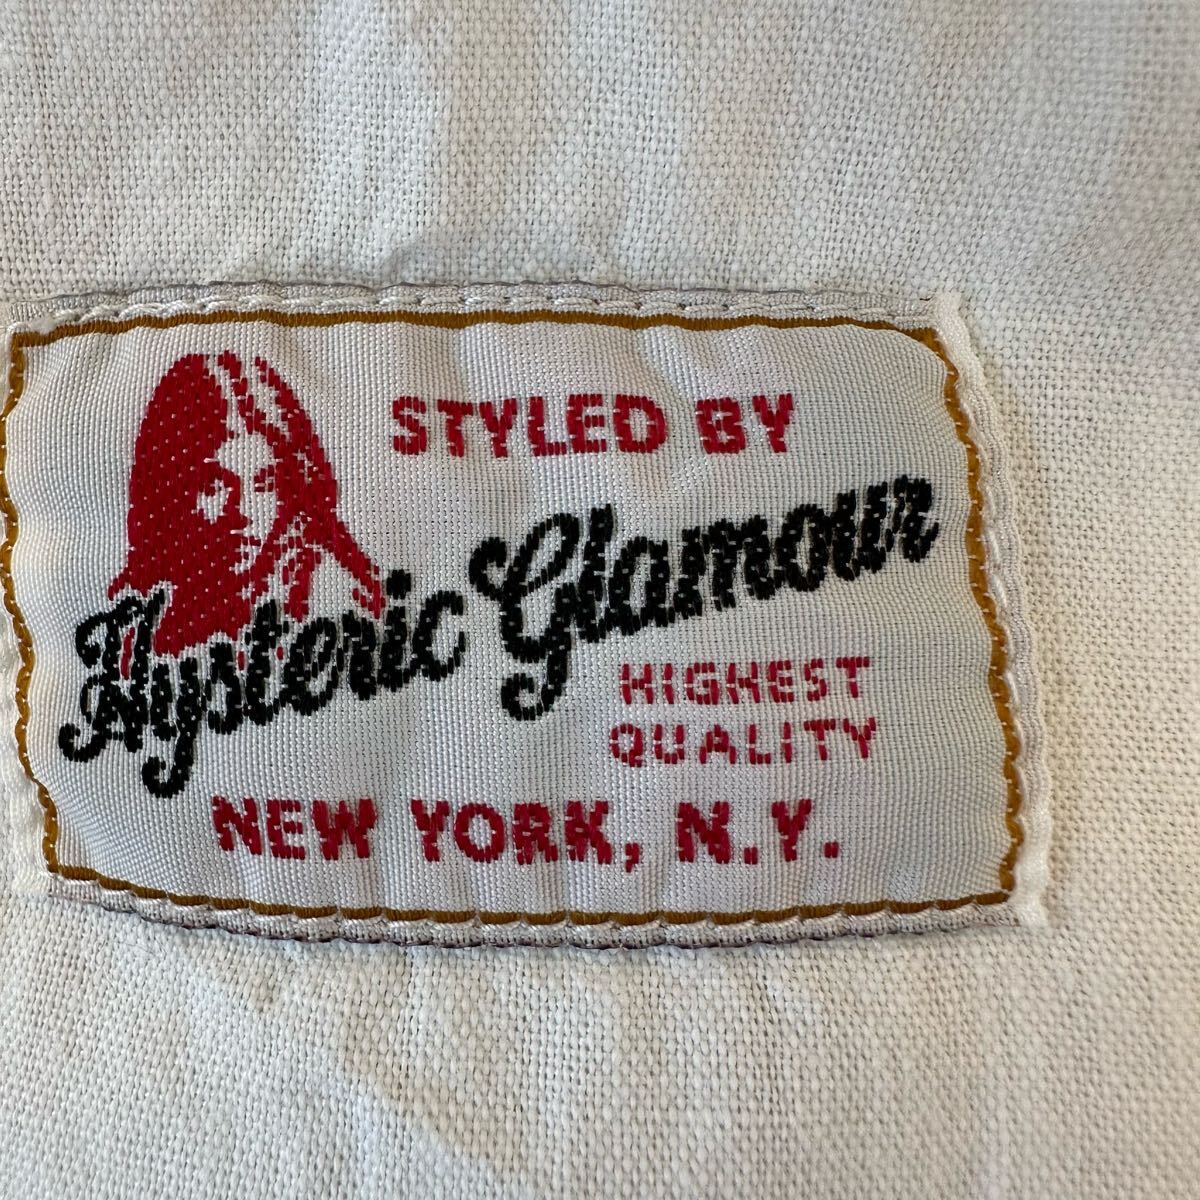 STYLED BY
Hysteric Glamour
HIGHEST
QUALITY
NEW YORK, N.Y.